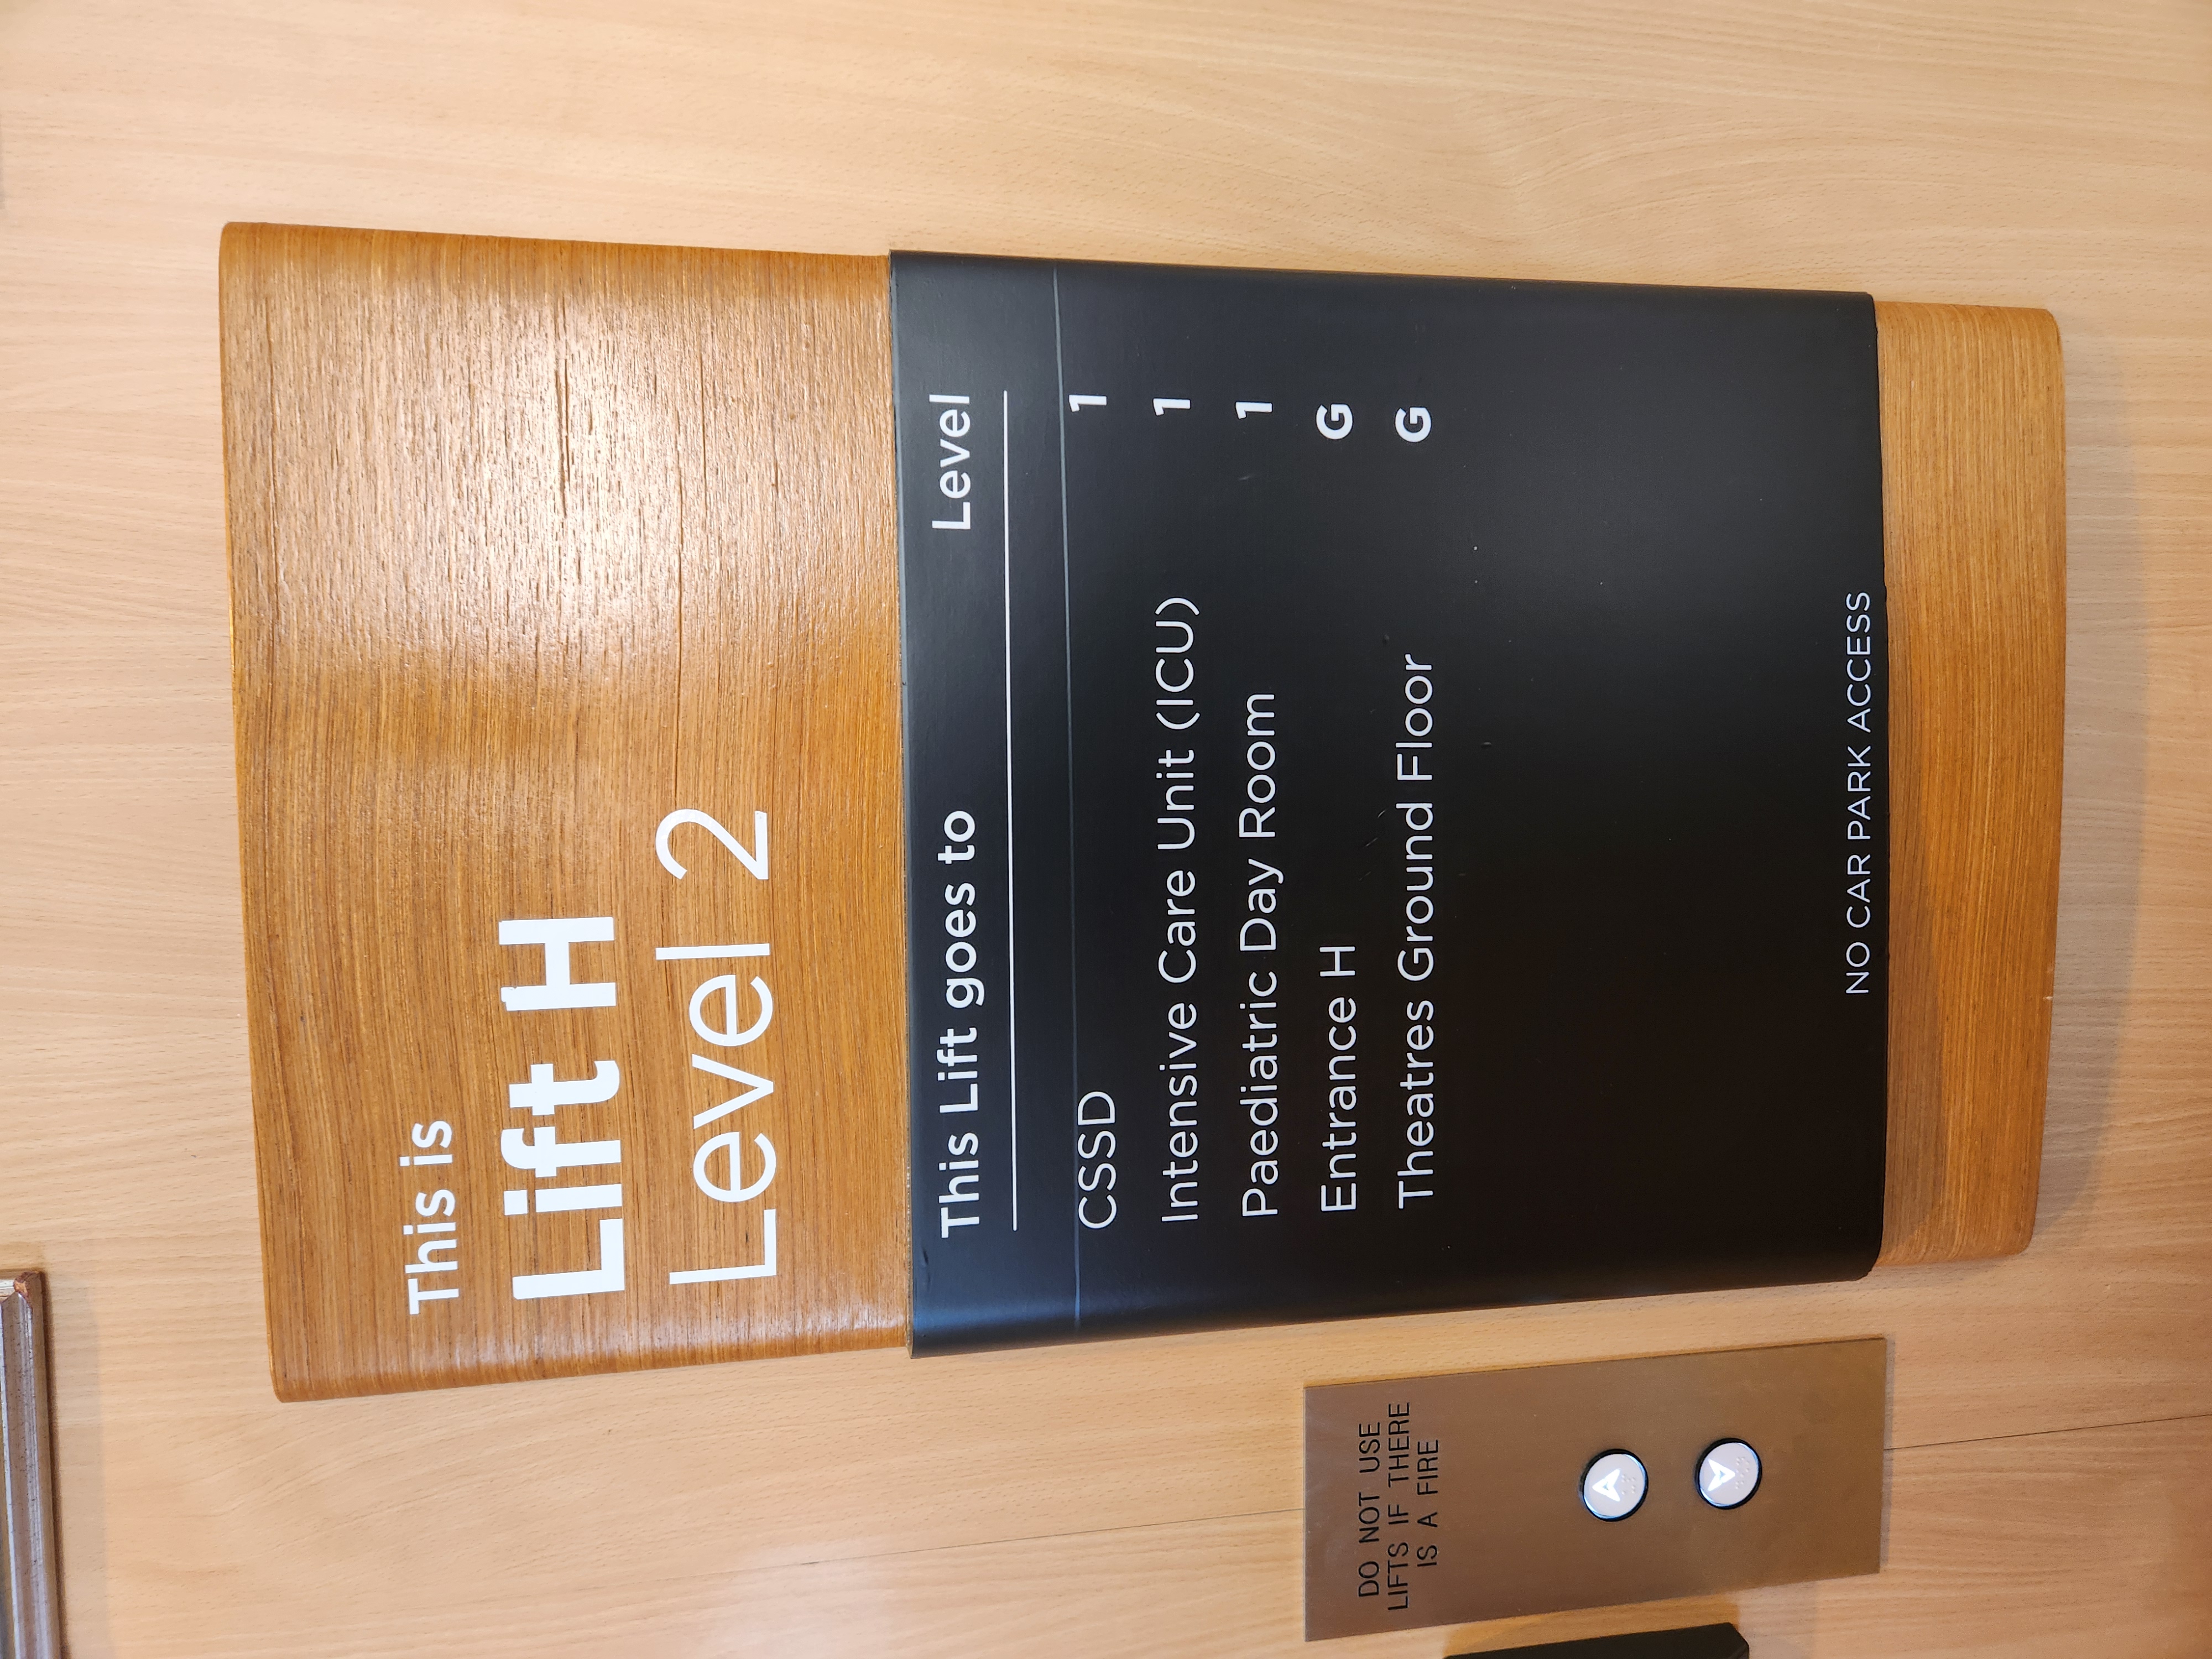 This is
Lift H
Level 2
This Lift goes to Level
CSSD 1
Intensive Care Unit (ICU) 1
Paediatric Day Room 1
Entrance H G
Theatres Ground Floor G
NO CAR PARK ACCESS
DO NOT USE
LIFTS IF THERE
IS A FIRE